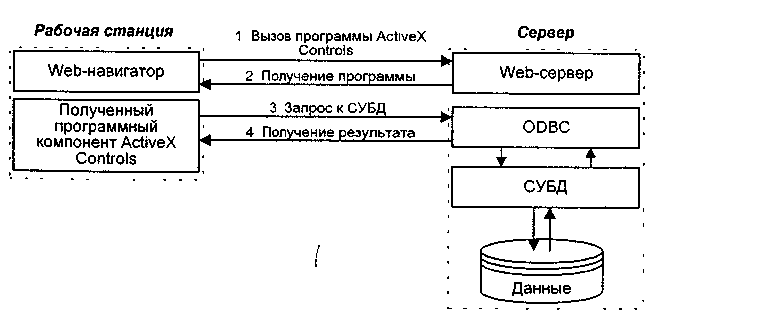 Рабочая станция
Сервер
1 Вызов программы ActiveX
Controls
Web-навигатор
2 Получение программы
Web-сервер
Полученный
программный
компонент ActiveX
Controls
3 Запрос к СУБД
4 Получение результата
ODBC
СУБД
Данные